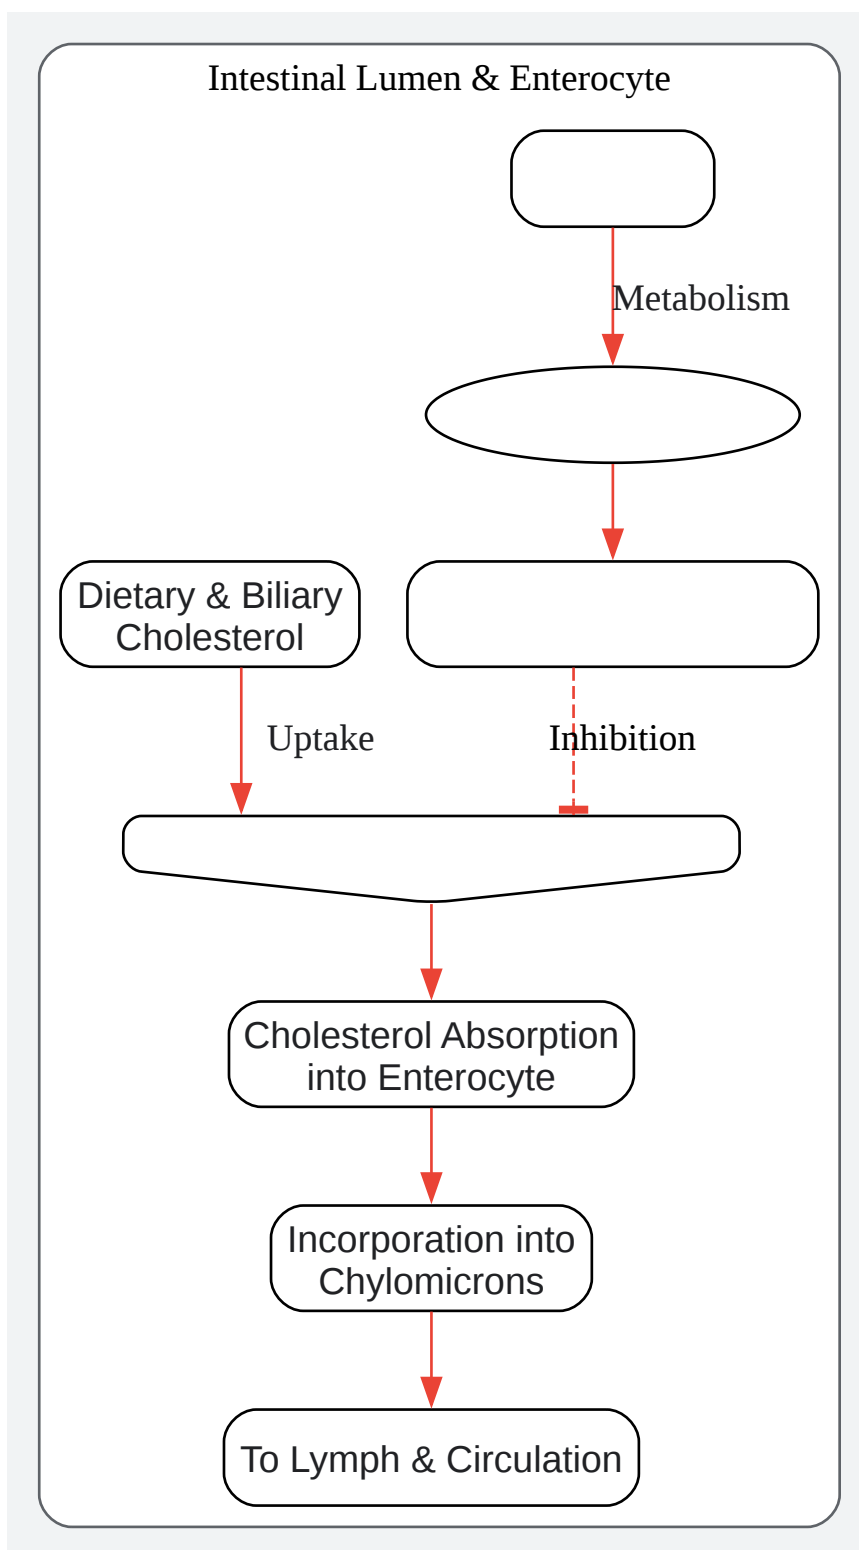 Intestinal Lumen & Enterocyte
Metabolism
Dietary & Biliary
Cholesterol
Uptake
Inhibition
Cholesterol Absorption
into Enterocyte
Incorporation into
Chylomicrons
To Lymph & Circulation